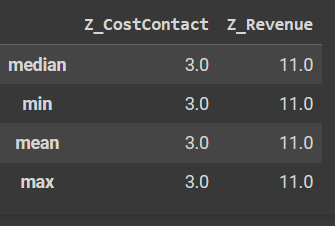 Z_CostContact Z_Revenue
median 3.0 11.0
min 3.0 11.0
mean 3.0 11.0
max 3.0 11.0